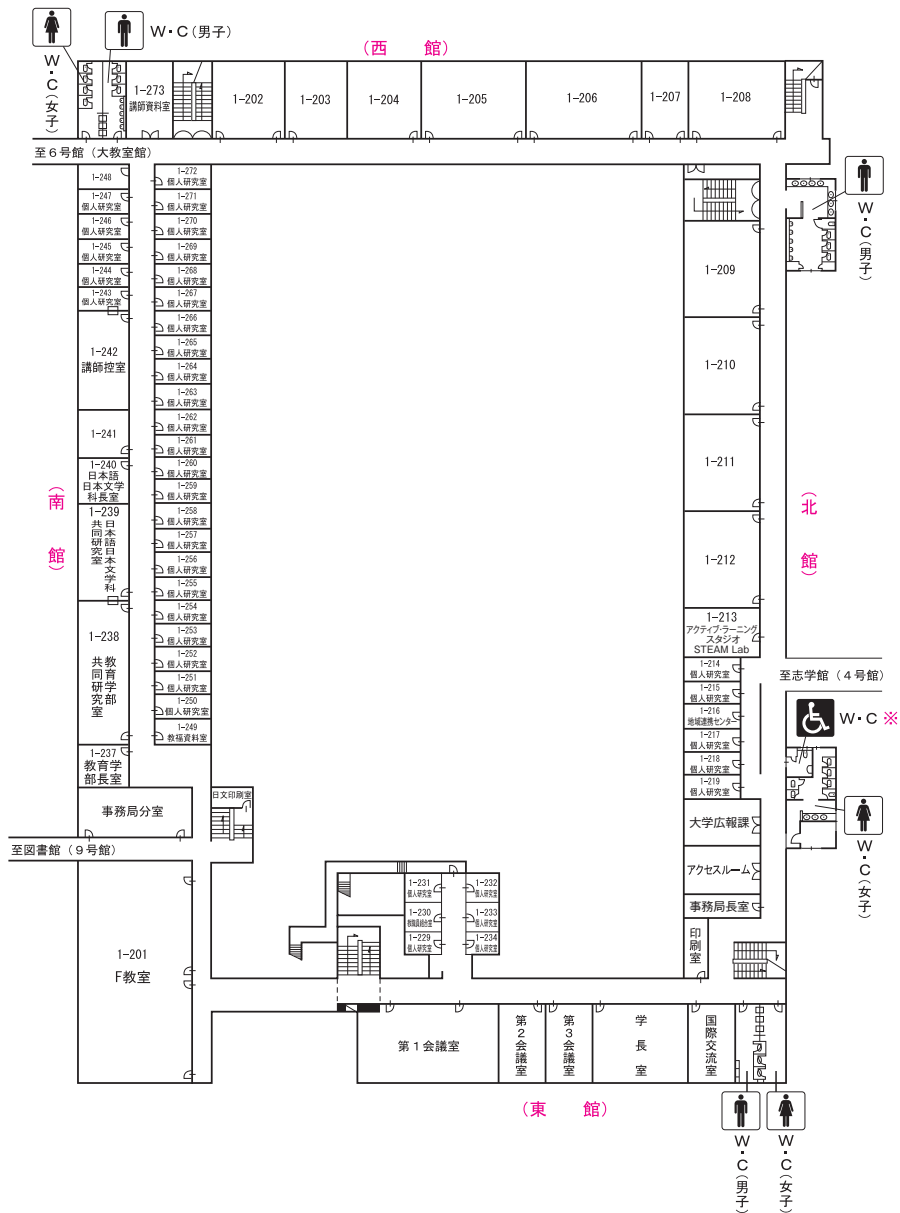 (西 館)
W・C(女子)
W・C(男子)
1-273
講師資料室
1-202
1-203
1-204
1-205
1-206
1-207
1-208
至6号館(大教室館)
1-248
1-247
個人研究室
1-246
個人研究室
1-245
個人研究室
1-244
個人研究室
1-243
個人研究室
1-242
講師控室
1-241
1-240
日本語
日本文学
科長室
1-239
日本語日本文学科
共同研究室
1-238
教育学部
共同研究室
1-237
教育学
部長室
事務局分室
(南 館)
1-272
個人研究室
1-271
個人研究室
1-270
個人研究室
1-269
個人研究室
1-268
個人研究室
1-267
個人研究室
1-266
個人研究室
1-265
個人研究室
1-264
個人研究室
1-263
個人研究室
1-262
個人研究室
1-261
個人研究室
1-260
個人研究室
1-259
個人研究室
1-258
個人研究室
1-257
個人研究室
1-256
個人研究室
1-255
個人研究室
1-254
個人研究室
1-253
個人研究室
1-252
個人研究室
1-251
個人研究室
1-250
個人研究室
1-249
教福資料室
日文印刷室
至図書館(9号館)
1-201
F教室
W・C(男子)
1-209
1-210
1-211
1-212
(北 館)
1-213
アクティブ・ラーニング
スタジオ
STEAM Lab
1-214
個人研究室
1-215
個人研究室
1-216
地域連携センター
1-217
個人研究室
1-218
個人研究室
1-219
個人研究室
至志学館(4号館)
W・C ※
W・C(女子)
大学広報課
アクセスルーム
事務局長室
印刷室
1-231
個人研究室
1-230
教職員組合室
1-229
個人研究室
1-232
個人研究室
1-233
個人研究室
1-234
個人研究室
第1会議室
第2会議室
第3会議室
学長室
国際交流室
(東 館)
W・C(男子)
W・C(女子)